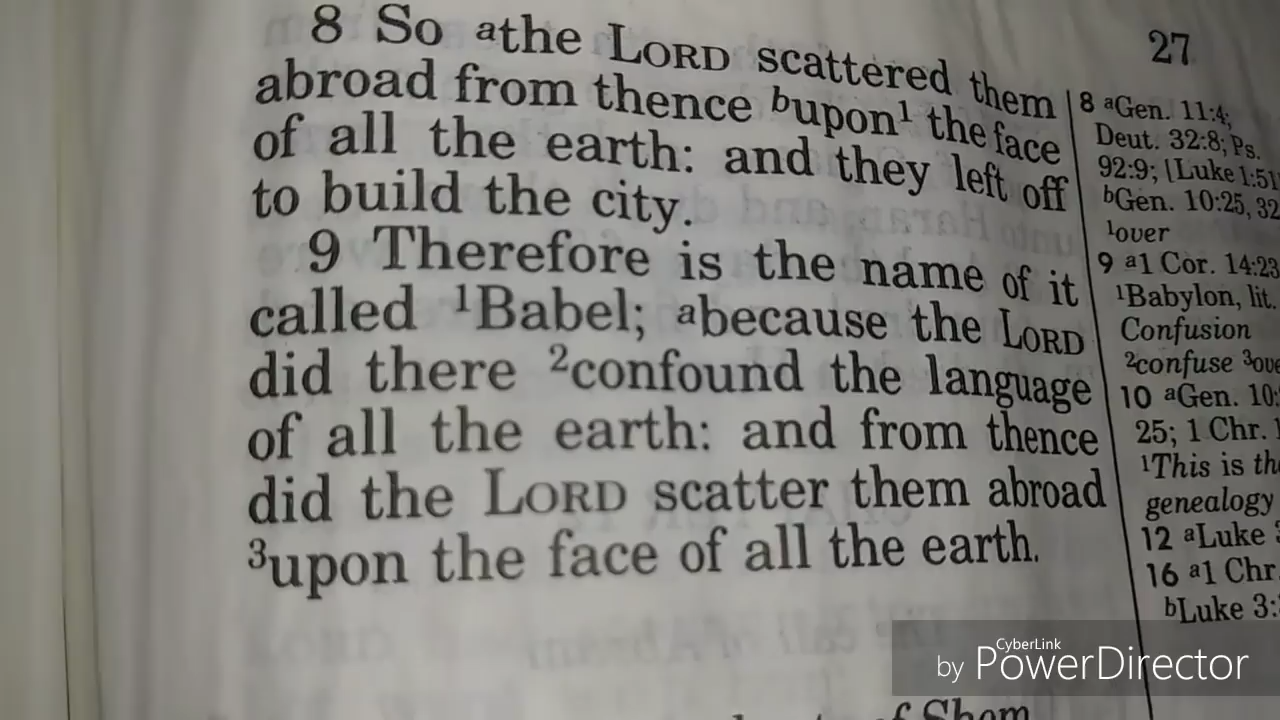 8 So athe LORD scattered them
abroad from thence bupon1 the face
of all the earth: and they left off
to build the city.
9 Therefore is the name of it
called 1Babel; abecause the LORD
did there 2confound the language
of all the earth: and from thence
did the LORD scatter them abroad
3upon the face of all the earth.
27
8 aGen. 11:4;
Deut. 32:8; Ps.
92:9; [Luke 1:51
bGen. 10:25, 32
1over
9 a1 Cor. 14:23
1Babylon, lit.
Confusion
2confuse
10 aGen. 10:
25; 1 Chr.
1This is
genealogy
12 aLuke
16 a1 Chr.
bLuke 3:
of Shem
CyberLink
by PowerDirector